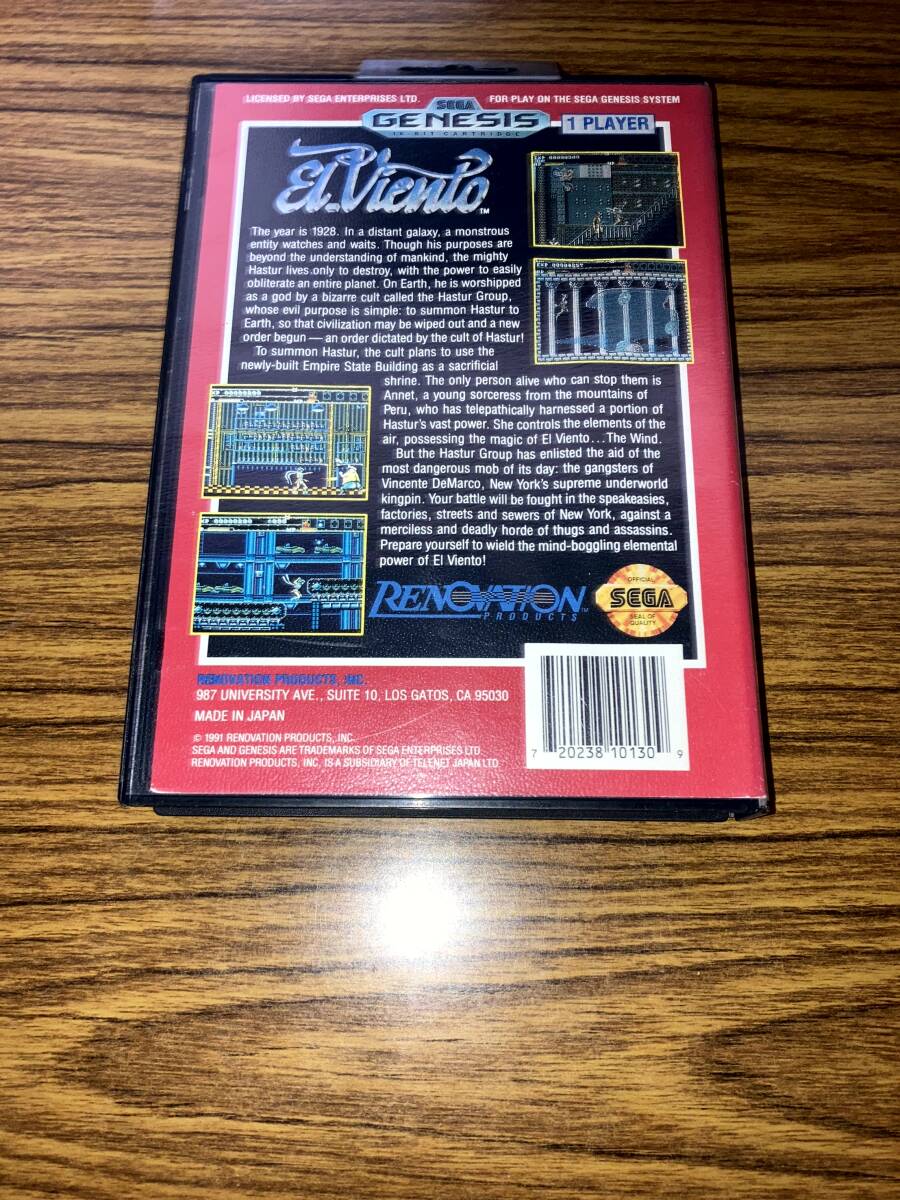 LICENSED BY SEGA ENTERPRISES LTD.
FOR PLAY ON THE SEGA GENESIS SYSTEM
SEGA
GENESIS
16-BIT CARTRIDGE
1 PLAYER
El Viento™
The year is 1928. In a distant galaxy, a monstrous
entity watches and waits. Though his purposes are
beyond the understanding of mankind, the mighty
Hastur lives only to destroy, with the power to easily
obliterate an entire planet. On Earth, he is worshipped
as a god by a bizarre cult called the Hastur Group,
whose evil purpose is simple: to summon Hastur to
Earth, so that civilization may be wiped out and a new
order begun — an order dictated by the cult of Hastur!
To summon Hastur, the cult plans to use the
newly-built Empire State Building as a sacrificial
shrine. The only person alive who can stop them is
Annet, a young sorceress from the mountains of
Peru, who has telepathically harnessed a portion of
Hastur's vast power. She controls the elements of the
air, possessing the magic of El Viento...The Wind.
But the Hastur Group has enlisted the aid of the
most dangerous mob of its day: the gangsters of
Vincente DeMarco, New York's supreme underworld
kingpin. Your battle will be fought in the speakeasies,
factories, streets and sewers of New York, against a
merciless and deadly horde of thugs and assassins.
Prepare yourself to wield the mind-boggling elemental
power of El Viento!
RENOVATION™
PRODUCTS
OFFICIAL
SEGA
SEAL OF
QUALITY
RENOVATION PRODUCTS, INC.
987 UNIVERSITY AVE., SUITE 10, LOS GATOS, CA 95030
MADE IN JAPAN
© 1991 RENOVATION PRODUCTS, INC.
SEGA AND GENESIS ARE TRADEMARKS OF SEGA ENTERPRISES LTD.
RENOVATION PRODUCTS, INC. IS A SUBSIDIARY OF TELENET JAPAN LTD.
7 20238 10130 9